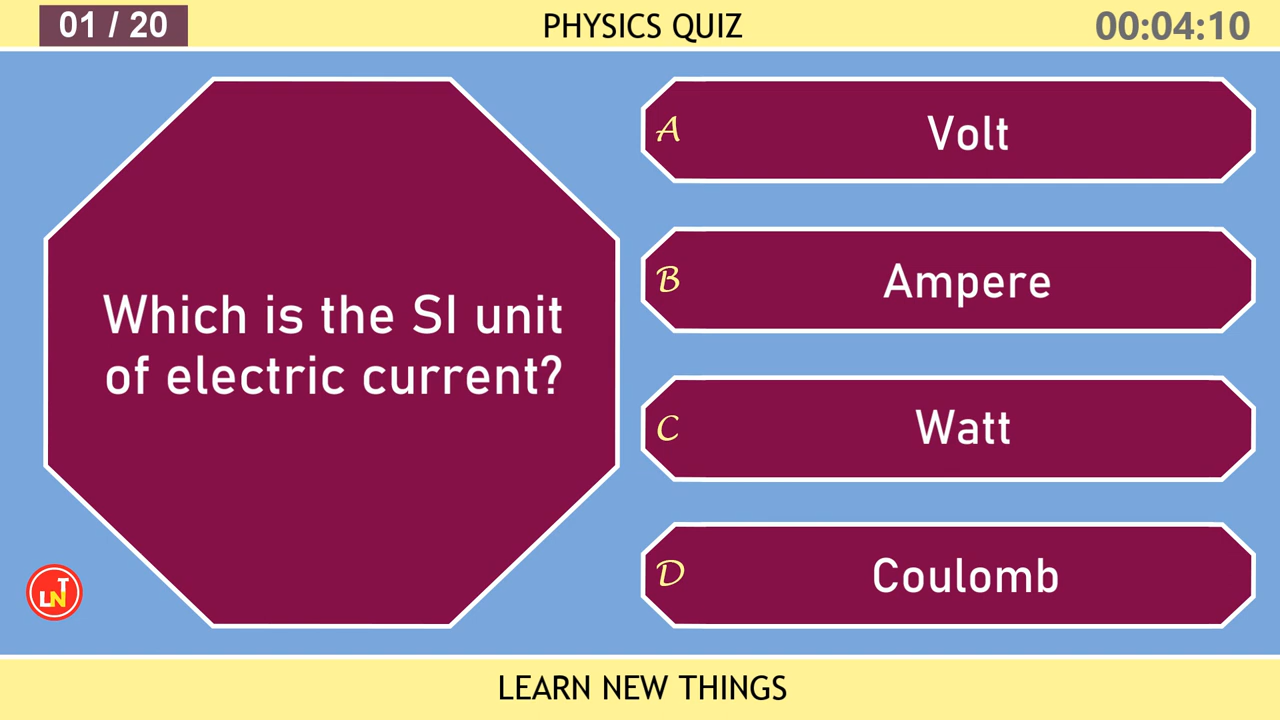 01 / 20
PHYSICS QUIZ
00:04:10
Which is the SI unit
of electric current?
A
Volt
B
Ampere
C
Watt
D
Coulomb
LNT
LEARN NEW THINGS